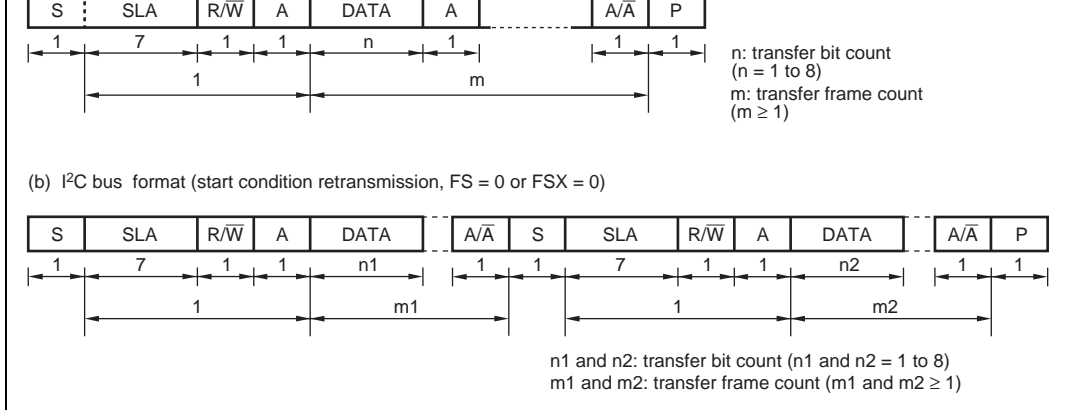 S SLA R/W̅ A DATA A A/A̅ P
1 7 1 1 n 1 1 1
1 m
n: transfer bit count
(n = 1 to 8)
m: transfer frame count
(m ≥ 1)
(b) I²C bus format (start condition retransmission, FS = 0 or FSX = 0)
S SLA R/W̅ A DATA A/A̅ S SLA R/W̅ A DATA A/A̅ P
1 7 1 1 n1 1 1 7 1 1 n2 1 1
1 m1 1 m2
n1 and n2: transfer bit count (n1 and n2 = 1 to 8)
m1 and m2: transfer frame count (m1 and m2 ≥ 1)